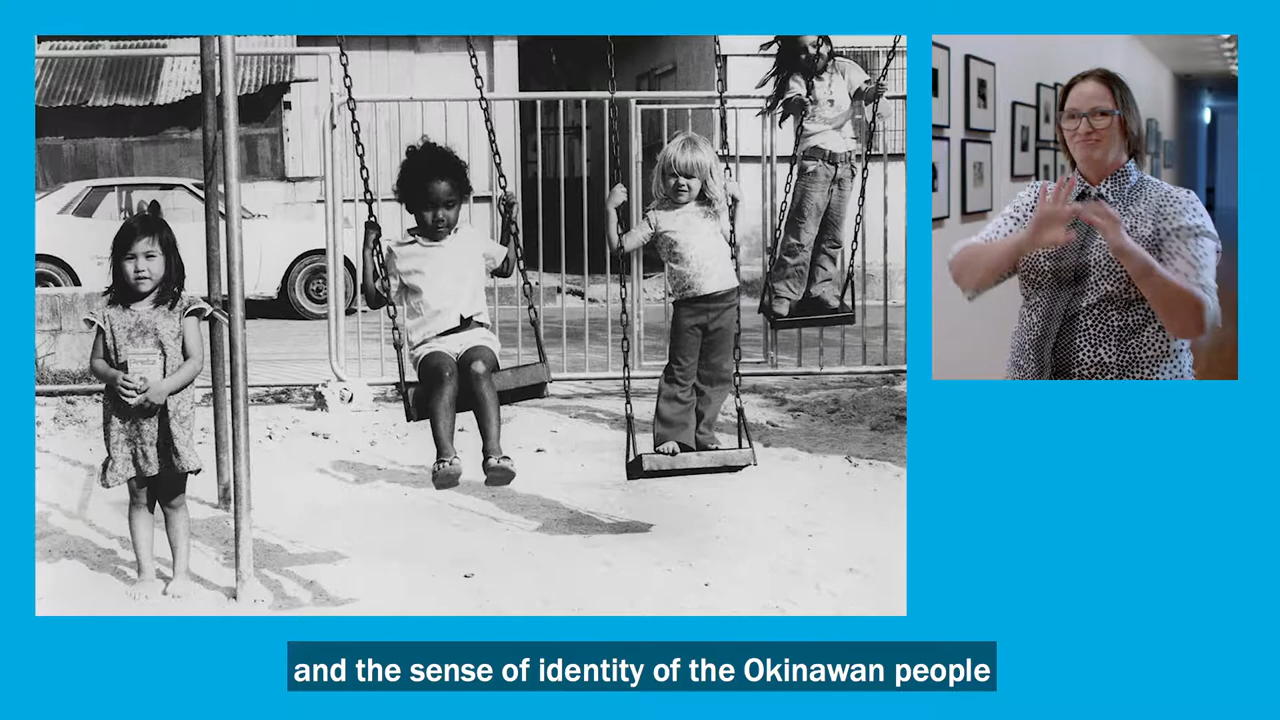 and the sense of identity of the Okinawan people